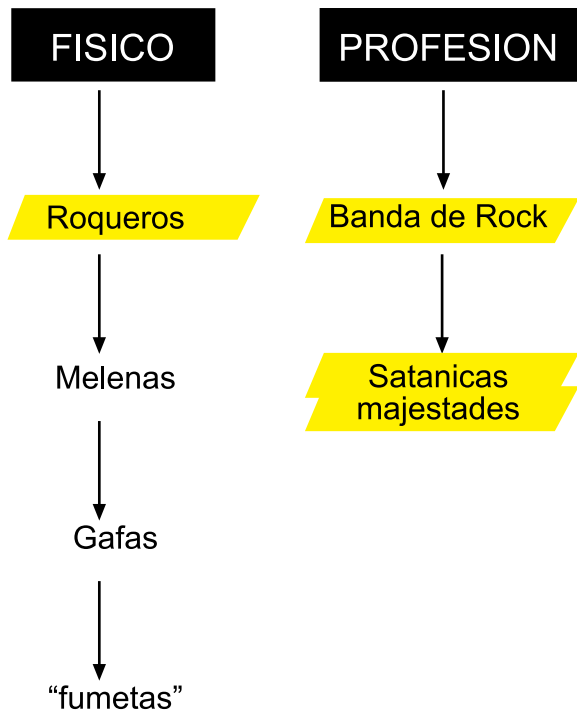 FISICO
Roqueros
Melenas
Gafas
“fumetas”
PROFESION
Banda de Rock
Satanicas
majestades